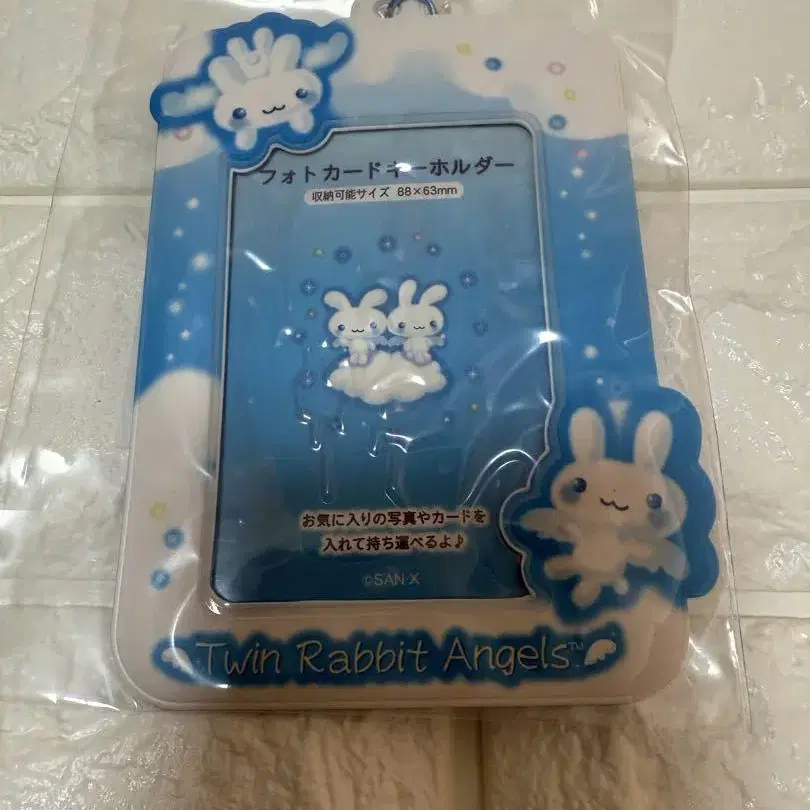 フォトカードキーホルダー
収納可能サイズ 88×63mm
お気に入りの写真やカードを
入れて持ち運べるよ♪
©SAN-X
Twin Rabbit Angels™